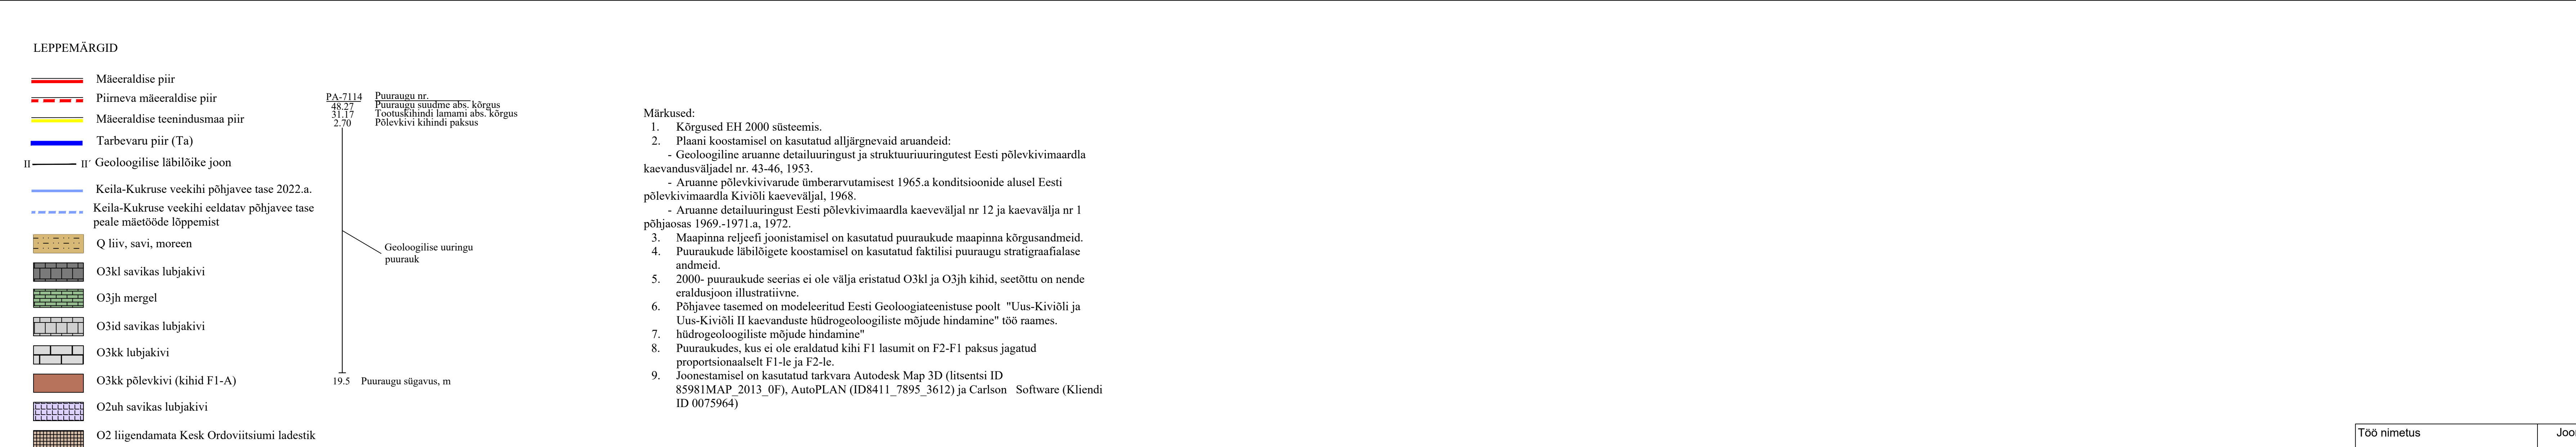 LEPPEMÄRGID
Mäeeraldise piir
Piirneva mäeeraldise piir
Mäeeraldise teenindusmaa piir
Tarbevaru piir (Ta)
II II' Geoloogilise läbilõike joon
Keila-Kukruse veekihi põhjavee tase 2022.a.
Keila-Kukruse veekihi eeldatav põhjavee tase
peale mäetööde lõppemist
Q liiv, savi, moreen
O3kl savikas lubjakivi
O3jh mergel
O3id savikas lubjakivi
O3kk lubjakivi
O3kk põlevkivi (kihid F1-A)
O2uh savikas lubjakivi
O2 liigendamata Kesk Ordoviitsiumi ladestik
PA-7114 Puuraugu nr.
48.27 Puuraugu suudme abs. kõrgus
31.17 Tootuskihindi lamami abs. kõrgus
2.70 Põlevkivi kihindi paksus
Geoloogilise uuringu
puurauk
19.5 Puuraugu sügavus, m
Märkused:
1. Kõrgused EH 2000 süsteemis.
2. Plaani koostamisel on kasutatud alljärgnevaid aruandeid:
- Geoloogiline aruanne detailuuringust ja struktuuriuuringutest Eesti põlevkivimaardla
kaevandusväljadel nr. 43-46, 1953.
- Aruanne põlevkivivarude ümberarvutamisest 1965.a konditsioonide alusel Eesti
põlevkivimaardla Kiviõli kaeveväljal, 1968.
- Aruanne detailuuringust Eesti põlevkivimaardla kaeveväljal nr 12 ja kaevavälja nr 1
põhjaosas 1969.-1971.a, 1972.
3. Maapinna reljeefi joonistamisel on kasutatud puuraukude maapinna kõrgusandmeid.
4. Puuraukude läbilõigete koostamisel on kasutatud faktilisi puuraugu stratigraafialase
andmeid.
5. 2000- puuraukude seerias ei ole välja eristatud O3kl ja O3jh kihid, seetõttu on nende
eraldusjoon illustratiivne.
6. Põhjavee tasemed on modeleeritud Eesti Geoloogiateenistuse poolt "Uus-Kiviõli ja
Uus-Kiviõli II kaevanduste hüdrogeoloogiliste mõjude hindamine" töö raames.
7. hüdrogeoloogiliste mõjude hindamine"
8. Puuraukudes, kus ei ole eraldatud kihi F1 lasumit on F2-F1 paksus jagatud
proportsionaalselt F1-le ja F2-le.
9. Joonestamisel on kasutatud tarkvara Autodesk Map 3D (litsentsi ID
85981MAP_2013_0F), AutoPLAN (ID8411_7895_3612) ja Carlson Software (Kliendi
ID 0075964)
Töö nimetus Joon